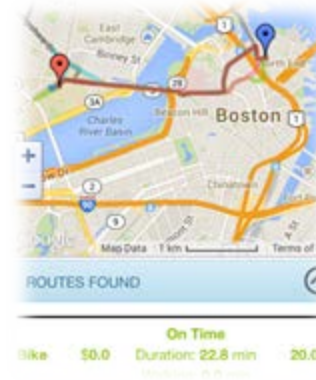 East
Cambridge
Binney St
1
North End
28
3
3A
Beacon Hill
Boston
1
Charles
River Basin
+
−
2
Chinatown
90
9
Map Data
1 km
Terms of
ROUTES FOUND
On Time
Bike $0.0 Duration: 22.8 min 20.0